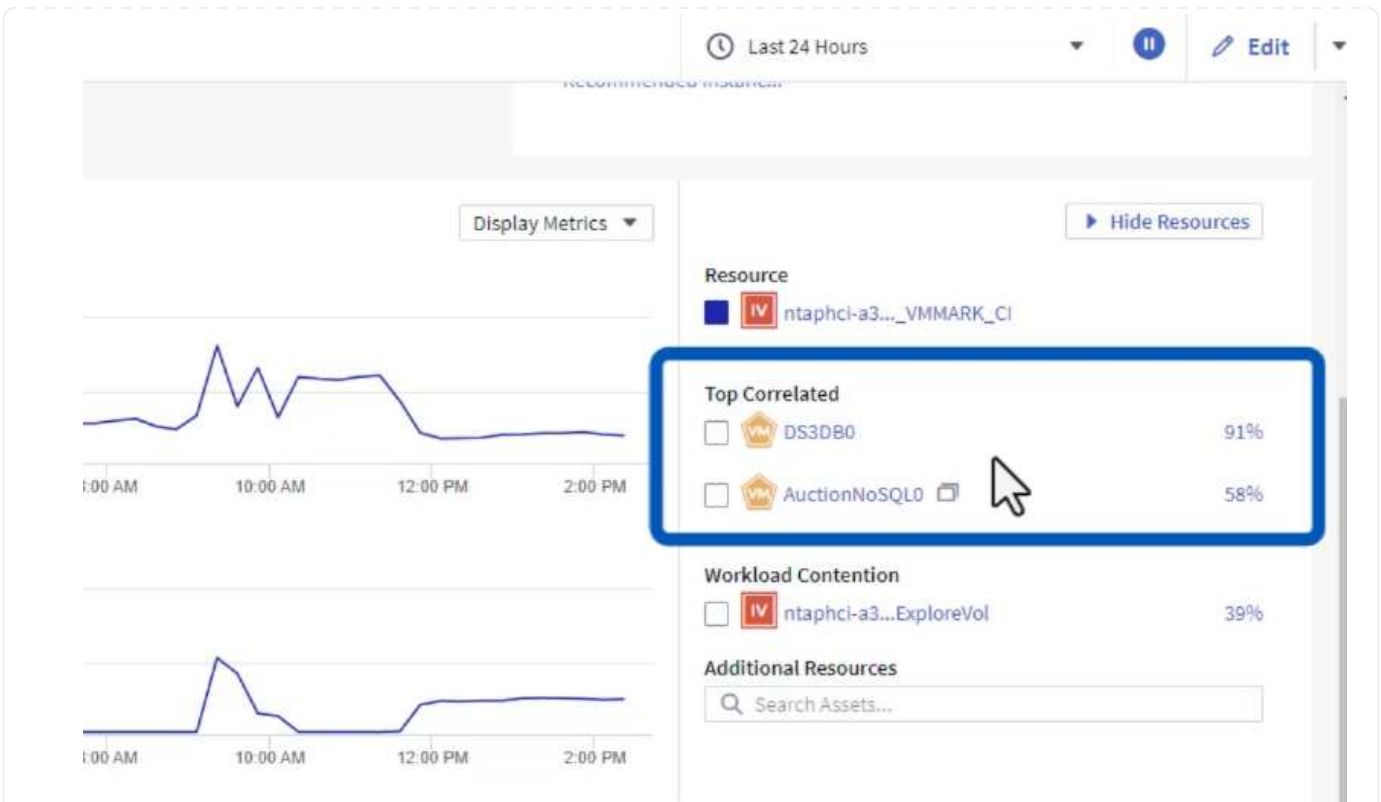 Last 24 Hours
Edit
Recommended Instanc...
Display Metrics
Hide Resources
Resource
IV ntaphci-a3..._VMMARK_CI
Top Correlated
VM DS3DB0 91%
VM AuctionNoSQL0 58%
:00 AM 10:00 AM 12:00 PM 2:00 PM
Workload Contention
IV ntaphci-a3...ExploreVol 39%
Additional Resources
Search Assets...
:00 AM 10:00 AM 12:00 PM 2:00 PM